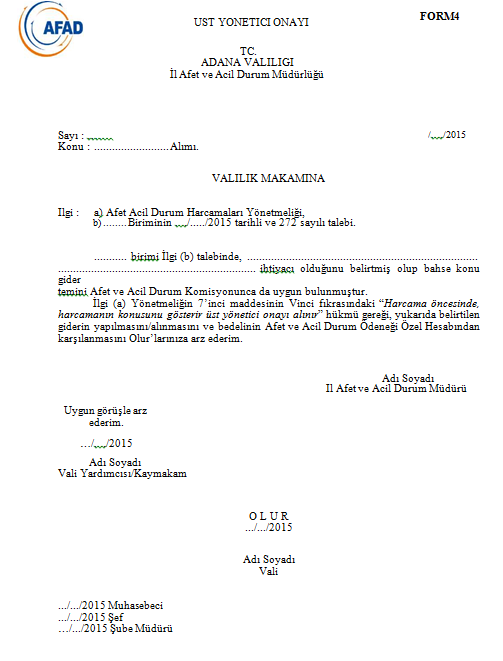 AFAD
FORM4
UST YONETICI ONAYI
TC.
ADANA VALILIGI
İl Afet ve Acil Durum Müdürlüğü
Sayı : .......
/..../2015
Konu : .........................Alımı.
VALILIK MAKAMINA
Ilgi : a) Afet Acil Durum Harcamaları Yönetmeliği,
b)........Biriminin ..../...../2015 tarihli ve 272 sayılı talebi.
........... birimi İlgi (b) talebinde, .............................................................................
.................................................................. ihtiyacı olduğunu belirtmiş olup bahse konu
gider
temini Afet ve Acil Durum Komisyonunca da uygun bulunmuştur.
İlgi (a) Yönetmeliğin 7’inci maddesinin Vinci fıkrasındaki “Harcama öncesinde,
harcamanın konusunu gösterir üst yönetici onayı alınır” hükmü gereği, yukarıda belirtilen
giderin yapılmasını/alınmasını ve bedelinin Afet ve Acil Durum Ödeneği Özel Hesabından
karşılanmasını Olur’larınıza arz ederim.
Adı Soyadı
Il Afet ve Acil Durum Müdürü
Uygun görüşle arz
ederim.
.../..../2015
Adı Soyadı
Vali Yardımcısı/Kaymakam
O L U R
.../.../2015
Adı Soyadı
Vali
.../.../2015 Muhasebeci
.../.../2015 Şef
.../.../2015 Şube Müdürü